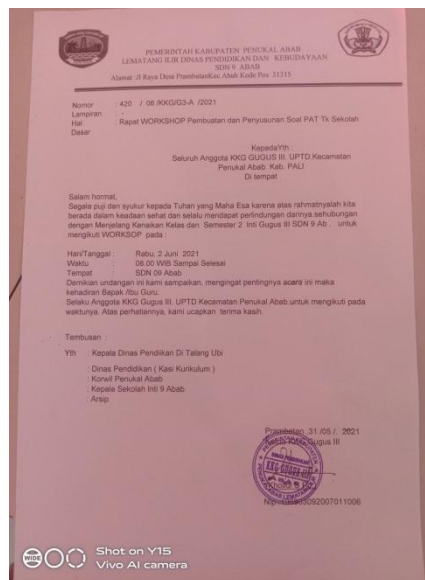 PEMERINTAH KABUPATEN PENUKAL ABAB
LEMATANG ILIR DINAS PENDIDIKAN DAN KEBUDAYAAN
SDN 9 ABAB
Alamat :Jl Raya Desa PrambatanKec Abab Kode Pos 31315
Nomor : 420 / 08 /KKG/G3-A /2021
Lampiran : -
Hal : Rapat WORKSHOP Pembuatan dan Penyusunan Soal PAT Tk Sekolah
Dasar
KepadaYth :
Seluruh Anggota KKG GUGUS III. UPTD.Kecamatan
Penukal Abab. Kab. PALI
Di tempat
Salam hormat,
Segala puji dan syukur kepada Tuhan yang Maha Esa karena atas rahmatnyalah kita
berada dalam keadaan sehat dan selalu mendapat perlindungan darinya.sehubungan
dengan Menjelang Kenaikan Kelas dan Semester 2 Inti Gugus III SDN 9 Ab . untuk
mengikuti WORKSOP pada :
Hari/Tanggal : Rabu, 2 Juni 2021
Waktu : 08.00 WIB Sampai Selesai
Tempat : SDN 09 Abab
Demikian undangan ini kami sampaikan, mengingat pentingnya acara ini maka
kehadiran Bapak /Ibu Guru.
Selaku Anggota KKG Gugus III. UPTD Kecamatan Penukal Abab.untuk mengikuti pada
waktunya. Atas perhatiannya, kami ucapkan terima kasih.
Tembusan :
Yth : Kepala Dinas Pendiikan Di Talang Ubi
: Dinas Pendidikan ( Kasi Kurikulum )
: Korwil Penukal Abab
: Kepala Sekolah Inti 9 Abab
: Arsip
Prambatan, 31 /05 /. 2021
Gugus III
KKG GUGUS III
WIDE
Shot on Y15
Vivo AI camera